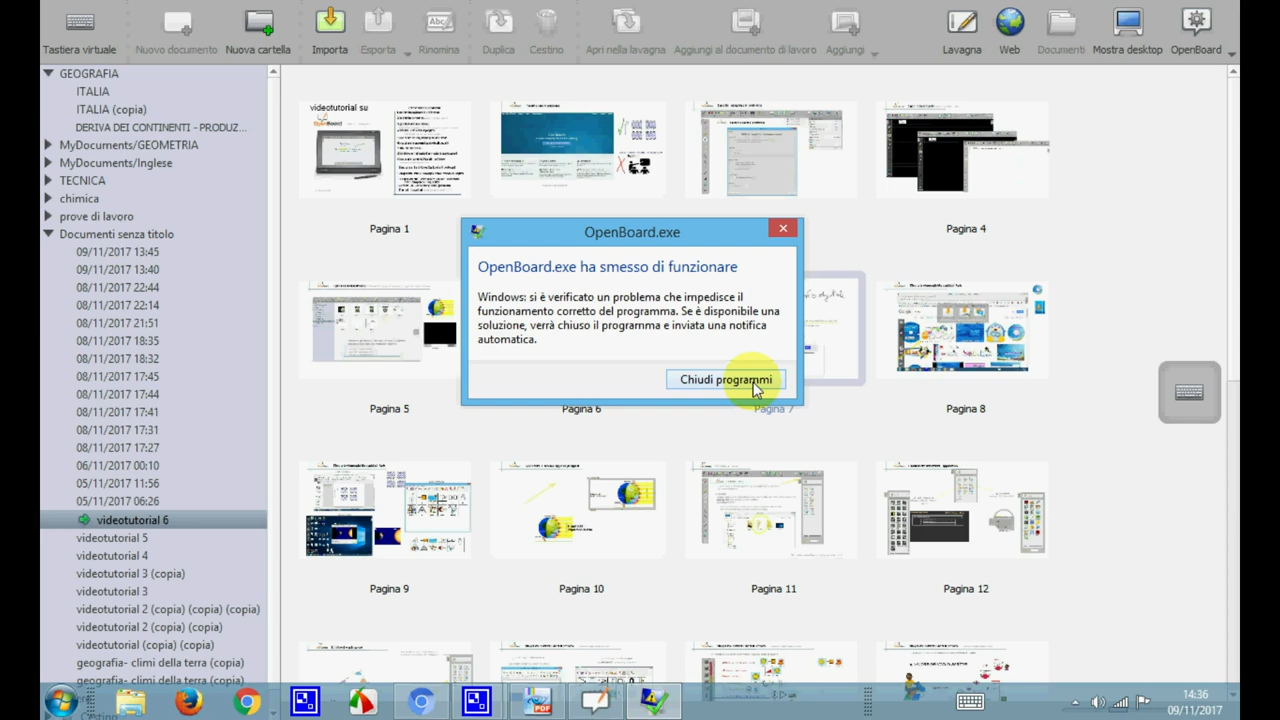 Tastiera virtuale
Nuovo documento
Nuova cartella
Importa
Esporta
Rinomina
Duplica
Cestino
Apri nella lavagna
Aggiungi al documento di lavoro
Aggiungi
Lavagna
Web
Documenti
Mostra desktop
OpenBoard
GEOGRAFIA
ITALIA
ITALIA (copia)
DERIVA DEI CONTINENTI- PRODUZ...
MyDocuments GEOMETRIA
MyDocuments SCIENZE
TECNICA
chimica
prove di lavoro
Documenti senza titolo
09/11/2017 13:45
09/11/2017 13:40
08/11/2017 22:44
08/11/2017 22:14
08/11/2017 21:51
08/11/2017 18:33
08/11/2017 18:32
08/11/2017 17:45
08/11/2017 17:44
08/11/2017 17:41
08/11/2017 17:31
08/11/2017 17:27
06/11/2017 00:10
05/11/2017 11:56
05/11/2017 06:26
videotutorial 6
videotutorial 5
videotutorial 4
videotutorial 3 (copia)
videotutorial 3
videotutorial 2 (copia) (copia) (copia)
videotutorial 2 (copia) (copia)
videotutorial (copia) (copia)
geografia- climi della terra (copia)
videotutorial su
Pagina 1
Pagina 4
Pagina 5
Pagina 6
Pagina 7
Pagina 8
Pagina 9
Pagina 10
Pagina 11
Pagina 12
OpenBoard.exe
OpenBoard.exe ha smesso di funzionare
Windows: si è verificato un problema che impedisce il
funzionamento corretto del programma. Se è disponibile una
soluzione, verrà chiuso il programma e inviata una notifica
automatica.
Chiudi programmi
PDF
14:36
09/11/2017